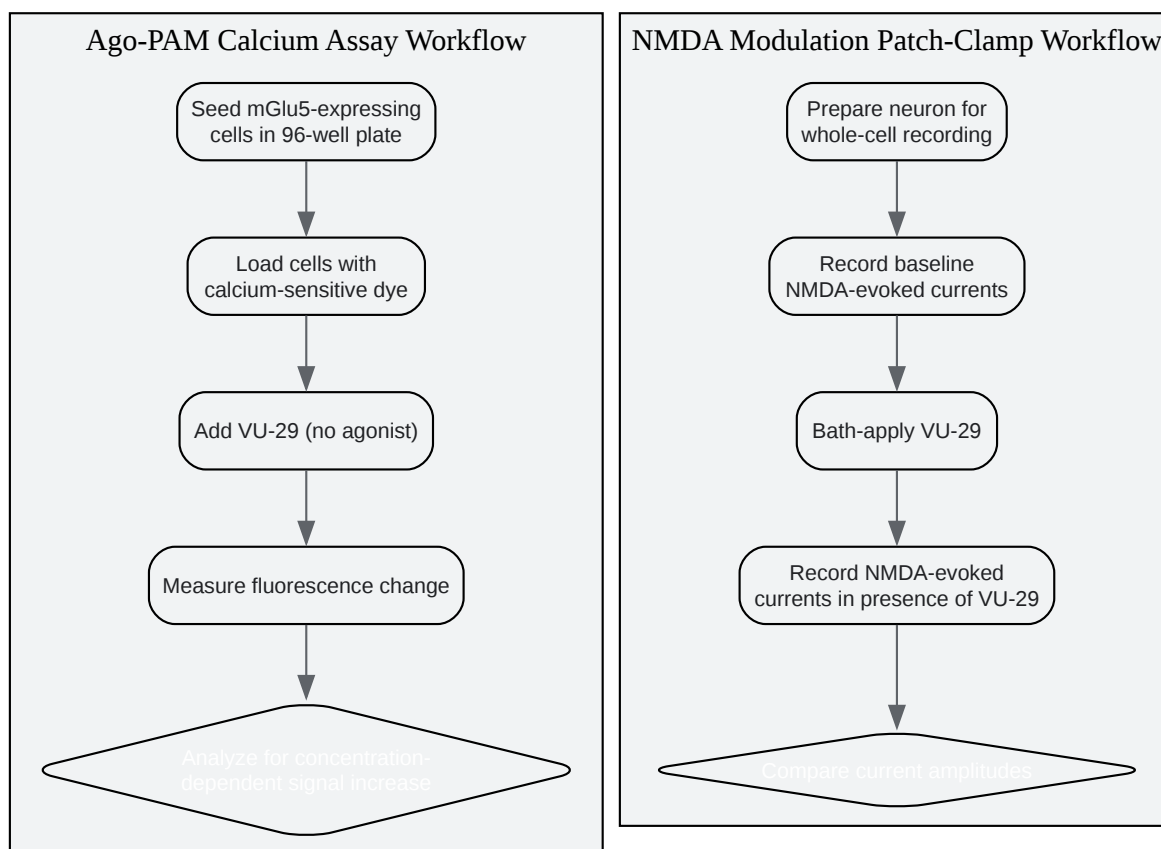 Ago-PAM Calcium Assay Workflow
Seed mGlu5-expressing
cells in 96-well plate
Load cells with
calcium-sensitive dye
Add VU-29 (no agonist)
Measure fluorescence change
Analyze for concentration-
dependent signal increase
NMDA Modulation Patch-Clamp Workflow
Prepare neuron for
whole-cell recording
Record baseline
NMDA-evoked currents
Bath-apply VU-29
Record NMDA-evoked
currents in presence of VU-29
Compare current amplitudes